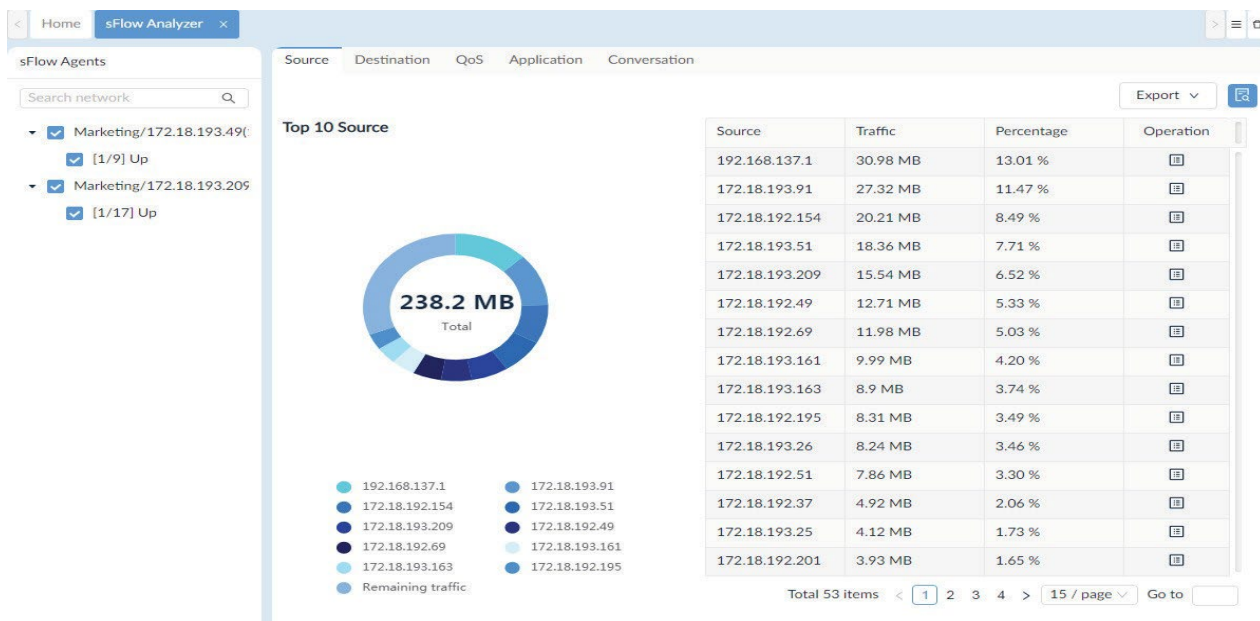 Home sFlow Analyzer ×
sFlow Agents
Search network
Marketing/172.18.193.49(
[1/9] Up
Marketing/172.18.193.209
[1/17] Up
Source Destination QoS Application Conversation
Export
Top 10 Source
238.2 MB
Total
192.168.137.1 172.18.193.91
172.18.192.154 172.18.193.51
172.18.193.209 172.18.192.49
172.18.192.69 172.18.193.161
172.18.193.163 172.18.192.195
Remaining traffic
Source Traffic Percentage Operation
192.168.137.1 30.98 MB 13.01 %
172.18.193.91 27.32 MB 11.47 %
172.18.192.154 20.21 MB 8.49 %
172.18.193.51 18.36 MB 7.71 %
172.18.193.209 15.54 MB 6.52 %
172.18.192.49 12.71 MB 5.33 %
172.18.192.69 11.98 MB 5.03 %
172.18.193.161 9.99 MB 4.20 %
172.18.193.163 8.9 MB 3.74 %
172.18.192.195 8.31 MB 3.49 %
172.18.193.26 8.24 MB 3.46 %
172.18.192.51 7.86 MB 3.30 %
172.18.192.37 4.92 MB 2.06 %
172.18.193.25 4.12 MB 1.73 %
172.18.192.201 3.93 MB 1.65 %
Total 53 items < 1 2 3 4 > 15 / page Go to